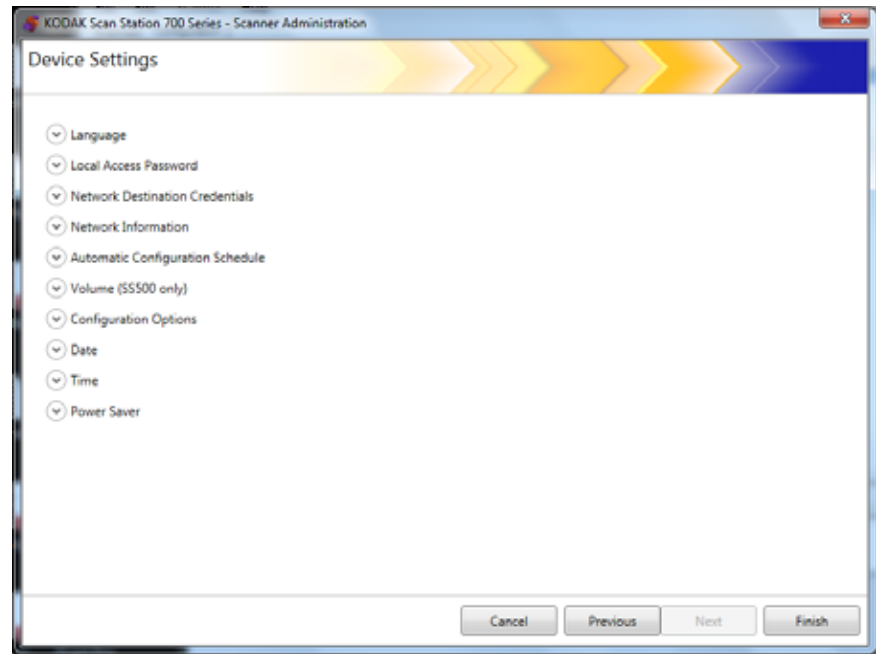 KODAK Scan Station 700 Series - Scanner Administration
Device Settings
Language
Local Access Password
Network Destination Credentials
Network Information
Automatic Configuration Schedule
Volume (SS500 only)
Configuration Options
Date
Time
Power Saver
Cancel Previous Next Finish